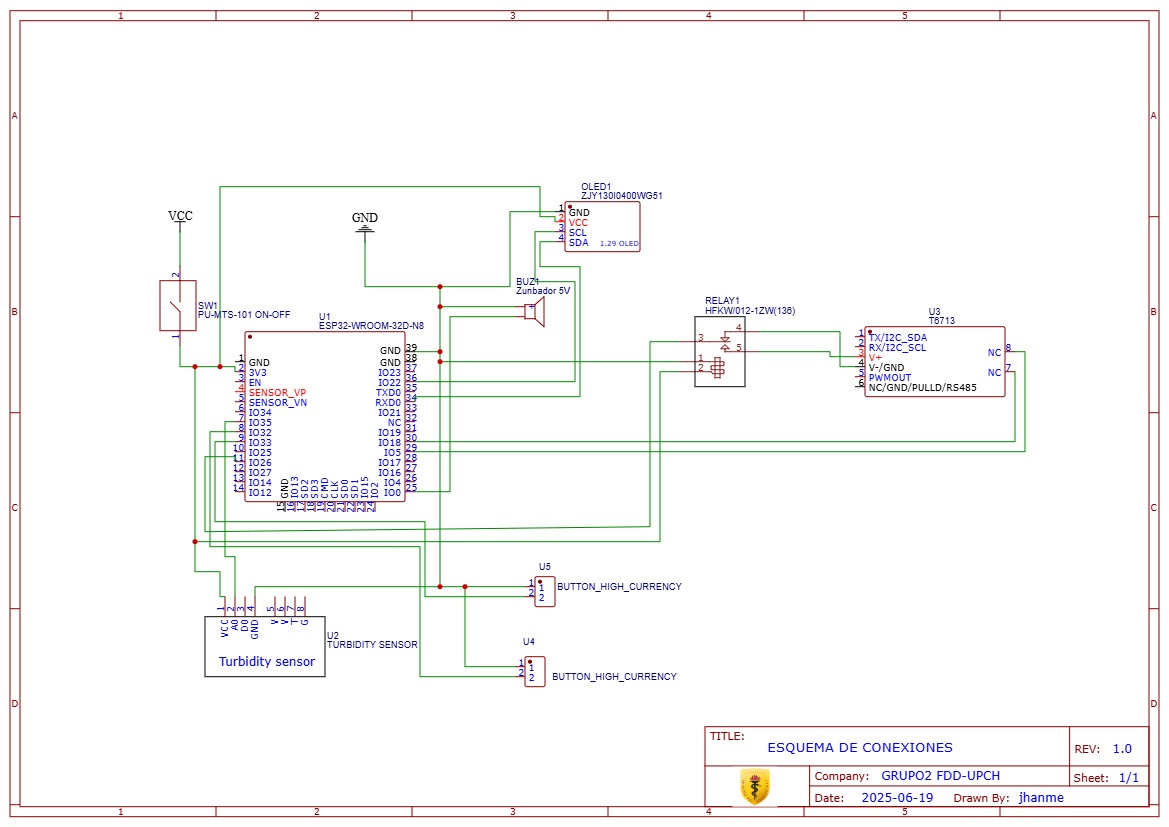 1 2 3 4 5
A
A
OLED1
ZJY130I0400WG51
1 GND
2 VCC
3 SCL
4 SDA
1.29 OLED
VCC
GND
B
B
2
SW1
PU-MTS-101 ON-OFF
1
BUZ1
Zunbador 5V
+
U1
ESP32-WROOM-32D-N8
1 GND
2 3V3
3 EN
4 SENSOR_VP
5 SENSOR_VN
6 IO34
7 IO35
8 IO32
9 IO33
10 IO25
11 IO26
12 IO27
13 IO14
14 IO12
15 GND
16 IO13
17 SD2
18 SD3
19 CMD
20 CLK
21 SD0
22 SD1
23 IO15
24 IO2
GND 39
GND 38
IO23 37
IO22 36
TXD0 35
RXD0 34
IO21 33
NC 32
IO19 31
IO18 30
IO5 29
IO17 28
IO16 27
IO4 26
IO0 25
RELAY1
HFKW/012-1ZW(136)
3
4
5
1
2
U3
T6713
1 TX/I2C_SDA
2 RX/I2C_SCL
3 V+
4 V-/GND
5 PWMOUT
6 NC/GND/PULLD/RS485
NC 8
NC 7
C
C
U5
1 1
2 2
BUTTON_HIGH_CURRENCY
U4
1 1
2 2
BUTTON_HIGH_CURRENCY
1 VCC
2 A0
3 D0
4 GND
5 V
6 V
7 T
8 G
U2
TURBIDITY SENSOR
Turbidity sensor
D
D
TITLE:
ESQUEMA DE CONEXIONES
REV: 1.0
Company: GRUPO2 FDD-UPCH
Sheet: 1/1
Date: 2025-06-19 Drawn By: jhanme
1 2 3 4 5